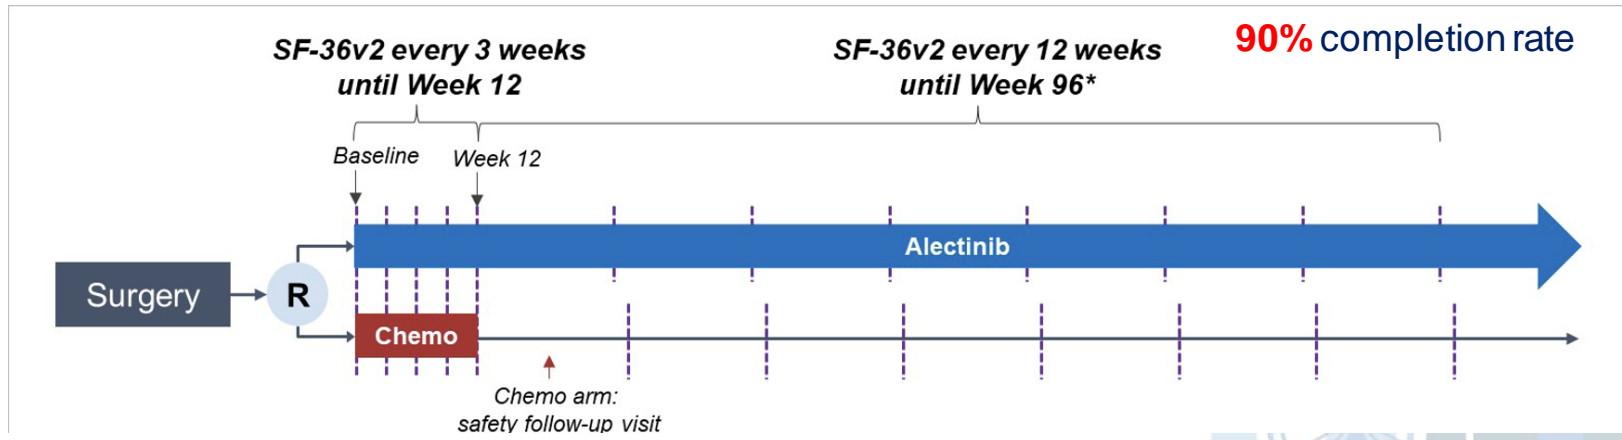 SF-36v2 every 3 weeks
until Week 12
SF-36v2 every 12 weeks
until Week 96*
90% completion rate
Baseline
Week 12
Alectinib
Surgery
R
Chemo
Chemo arm:
safety follow-up visit